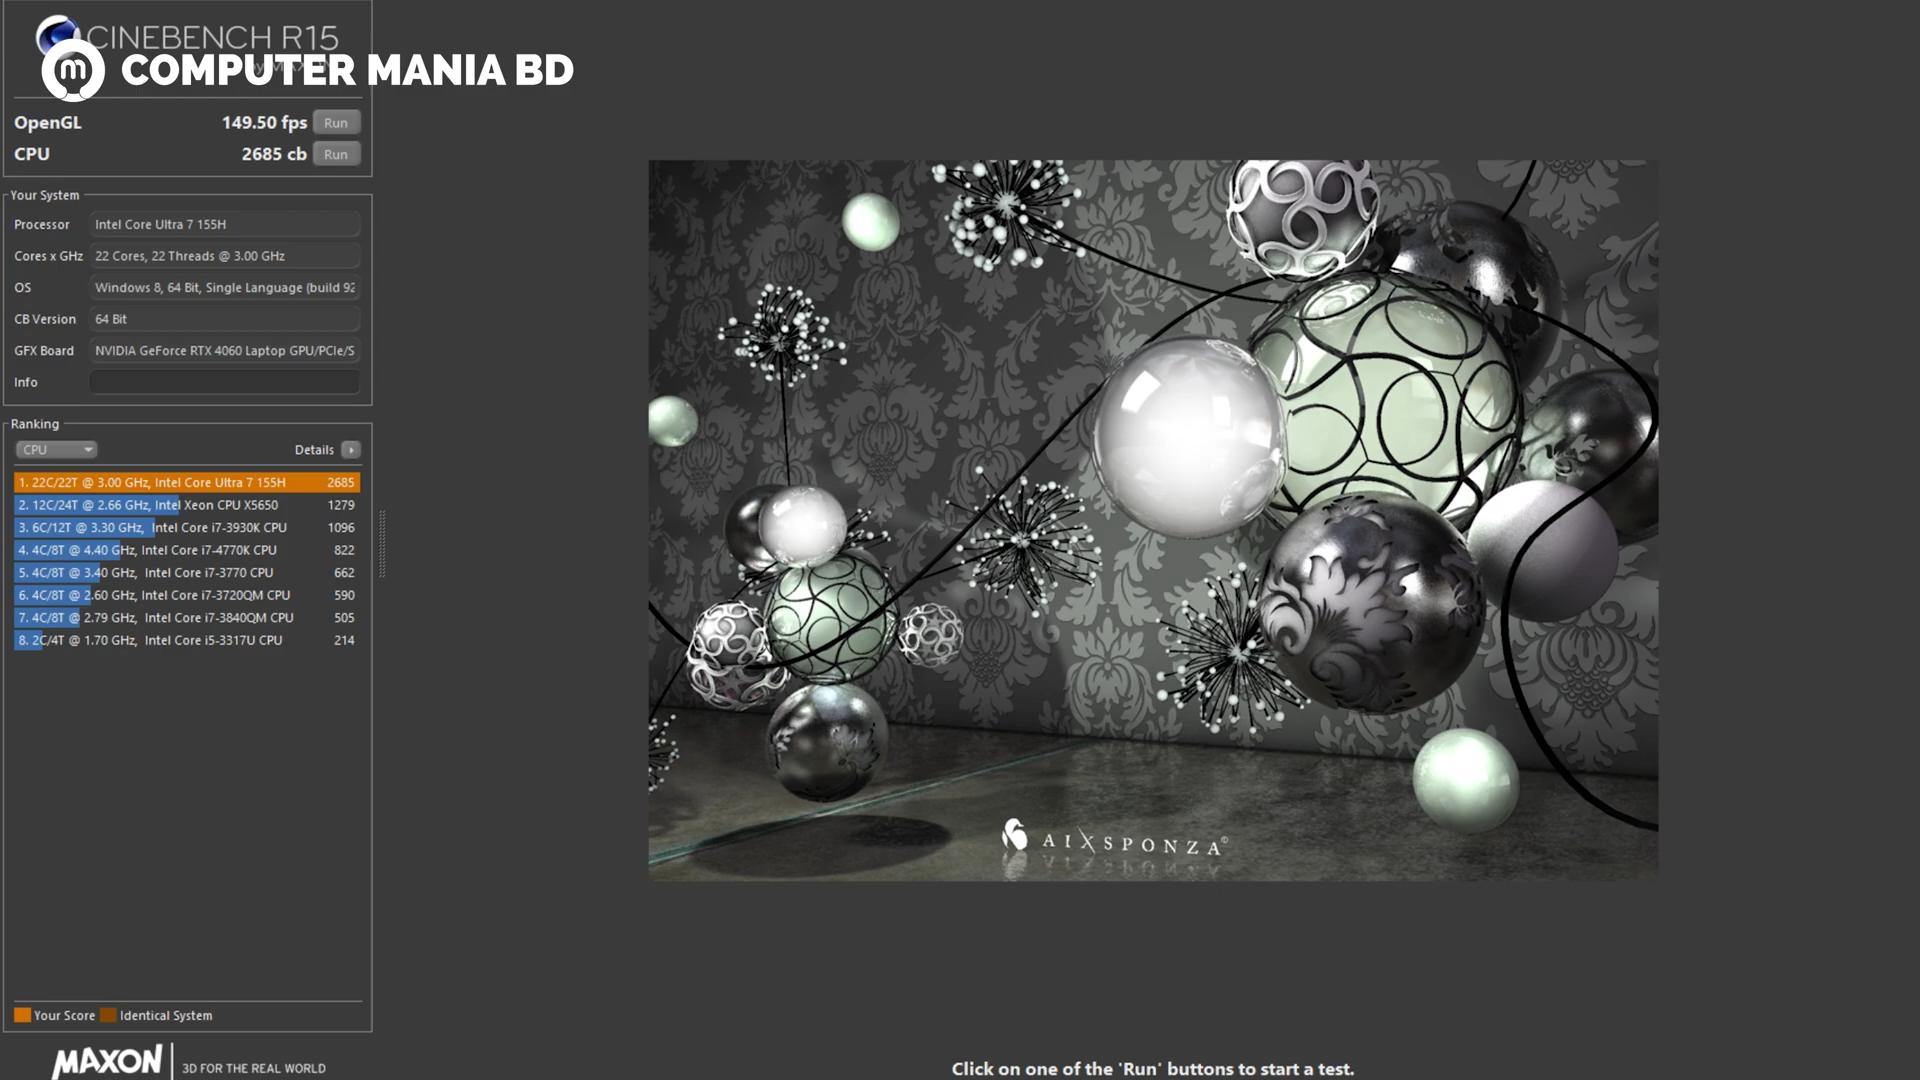 CINEBENCH R15
COMPUTER MANIA BD
OpenGL 149.50 fps Run
CPU 2685 cb Run
Your System
Processor Intel Core Ultra 7 155H
Cores x GHz 22 Cores, 22 Threads @ 3.00 GHz
OS Windows 8, 64 Bit, Single Language (build 92
CB Version 64 Bit
GFX Board NVIDIA GeForce RTX 4060 Laptop GPU/PCIe/S
Info
Ranking
CPU Details
1. 22C/22T @ 3.00 GHz, Intel Core Ultra 7 155H 2685
2. 12C/24T @ 2.66 GHz, Intel Xeon CPU X5650 1279
3. 6C/12T @ 3.30 GHz, Intel Core i7-3930K CPU 1096
4. 4C/8T @ 4.40 GHz, Intel Core i7-4770K CPU 822
5. 4C/8T @ 3.40 GHz, Intel Core i7-3770 CPU 662
6. 4C/8T @ 2.60 GHz, Intel Core i7-3720QM CPU 590
7. 4C/8T @ 2.79 GHz, Intel Core i7-3840QM CPU 505
8. 2C/4T @ 1.70 GHz, Intel Core i5-3317U CPU 214
AIXSPONZA©
Your Score Identical System
MAXON 3D FOR THE REAL WORLD
Click on one of the 'Run' buttons to start a test.